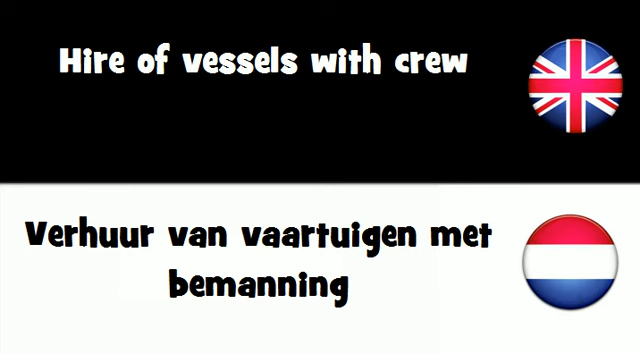 Hire of vessels with crew
Verhuur van vaartuigen met
bemanning